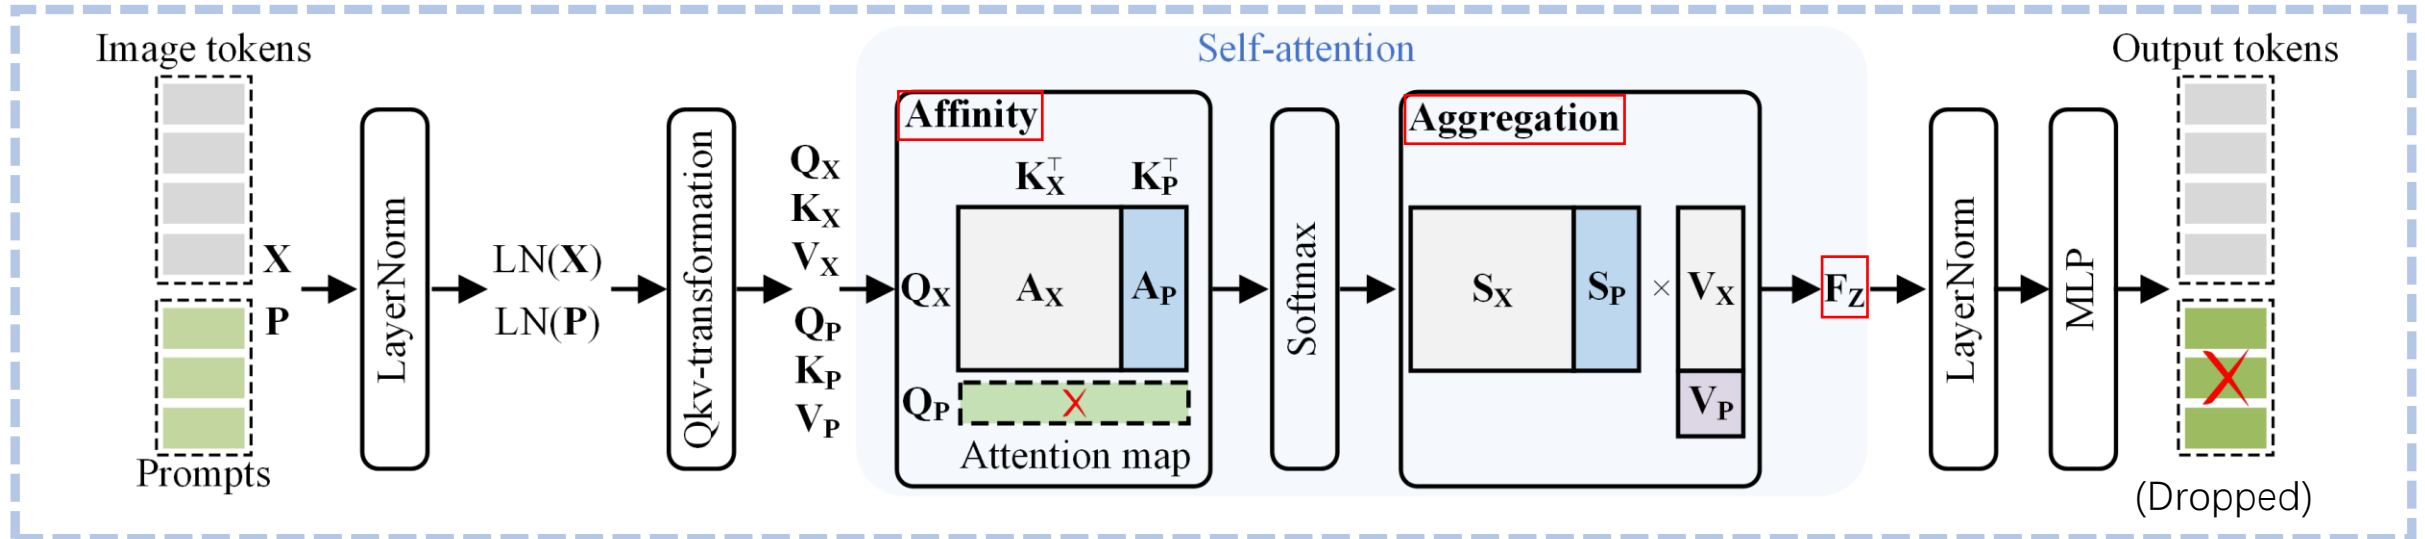 Image tokens
X
P
Prompts
LayerNorm
LN(X)
LN(P)
Qkv-transformation
Q_X
K_X
V_X
Q_P
K_P
V_P
Self-attention
Affinity
K_X^⊤ K_P^⊤
Q_X A_X A_P
Q_P X
Attention map
Softmax
Aggregation
S_X S_P × V_X
V_P
F_Z
LayerNorm
MLP
Output tokens
X
(Dropped)